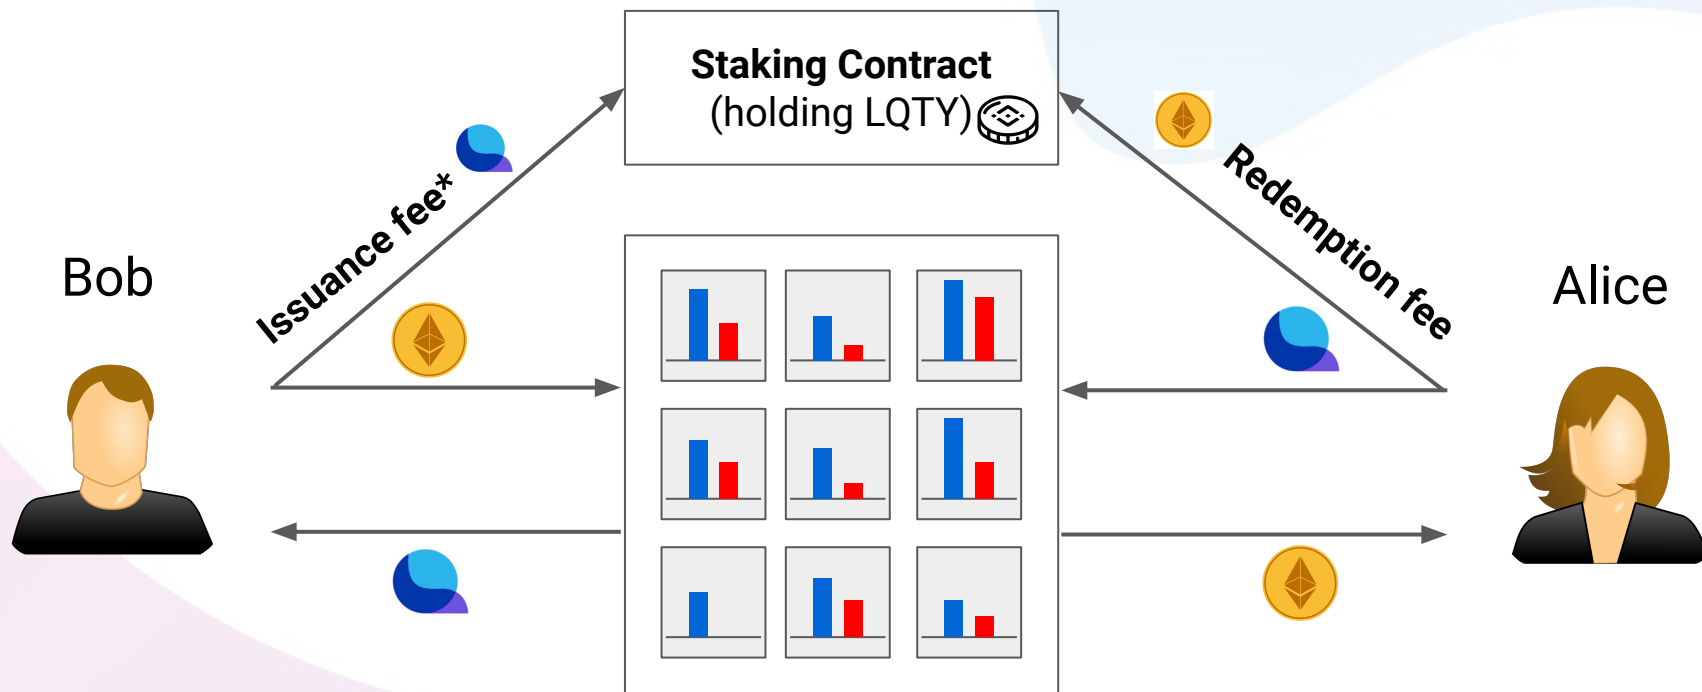 Staking Contract
(holding LQTY)
Issuance fee*
Redemption fee
Bob
Alice